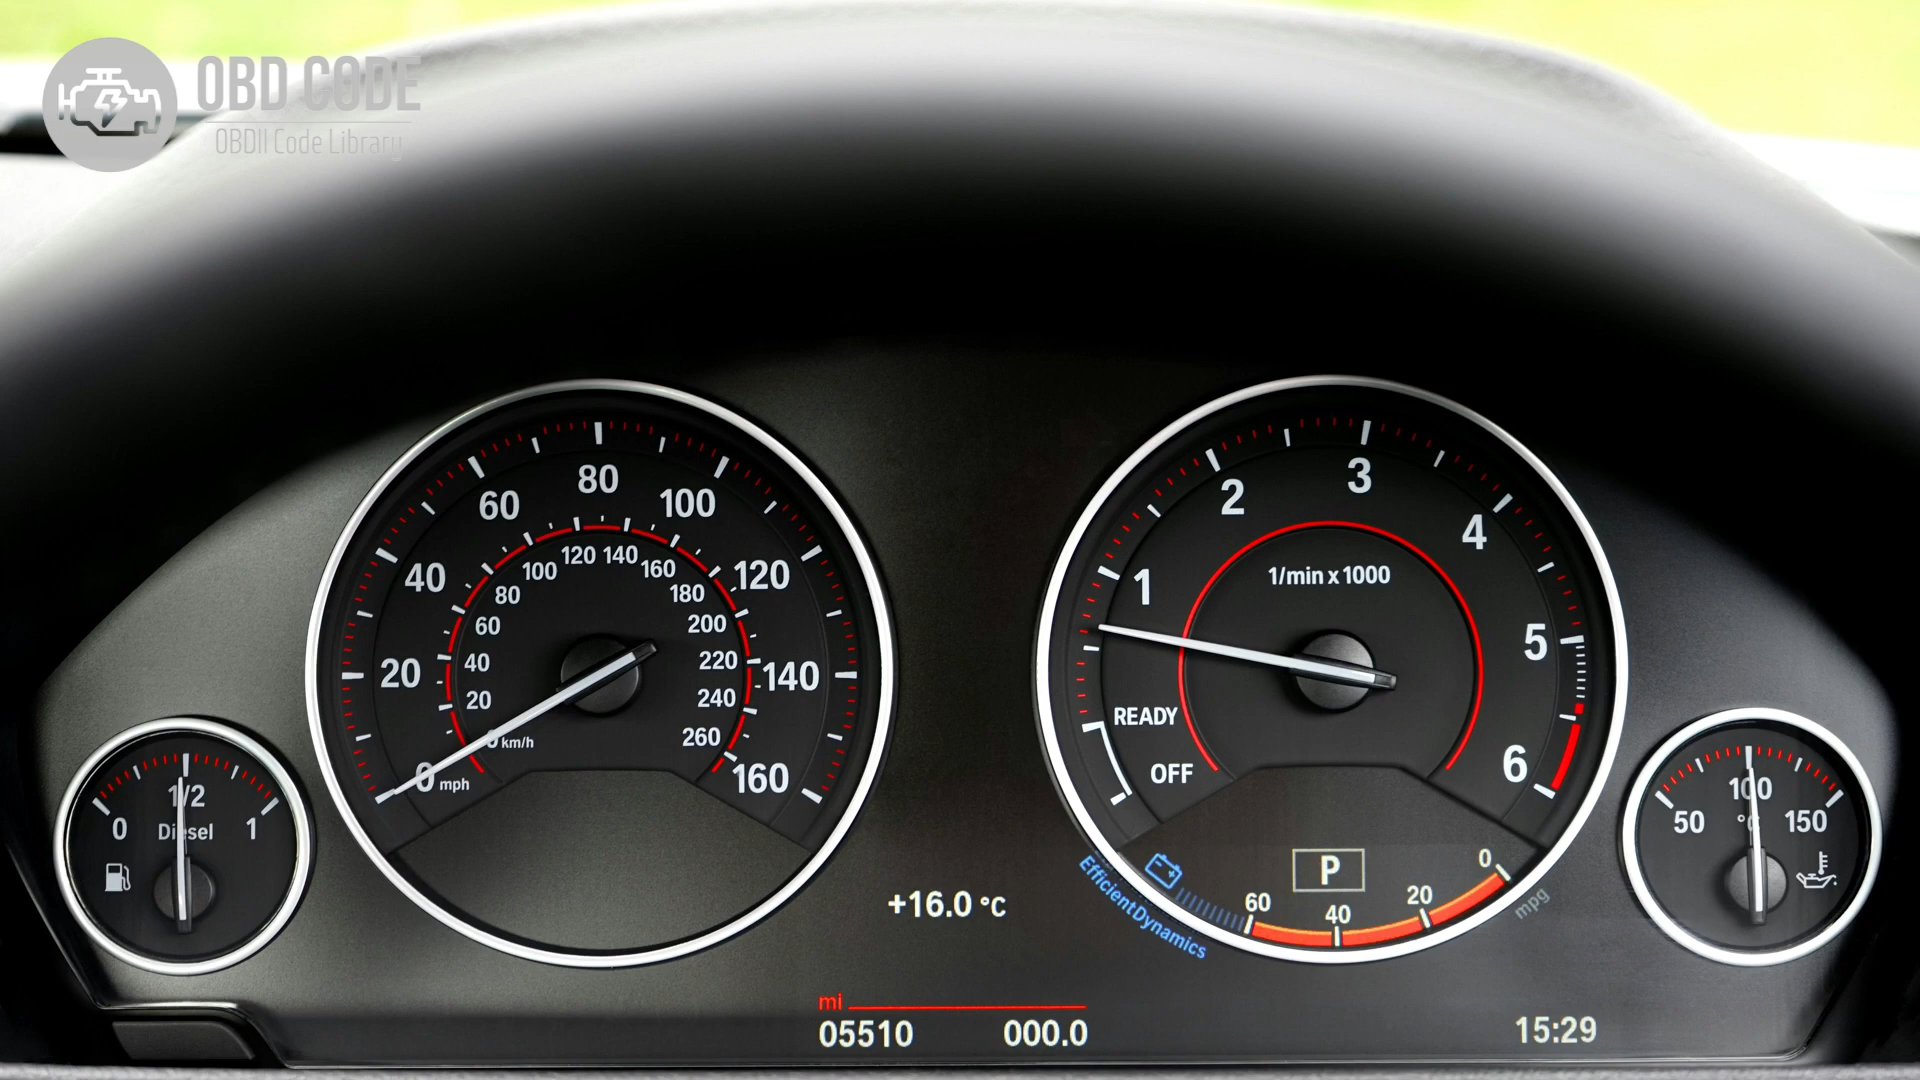 OBD CODE
OBDII Code Library
0
20
40
60
80
100
120
140
160
mph
0 km/h
20
40
60
80
100
120
140
160
180
200
220
240
260
OFF
READY
1
2
3
4
5
6
1/min x 1000
0
1/2
1
Diesel
50
100
150
°C
+16.0 °C
P
60
40
20
0
mpg
EfficientDynamics
mi
05510
000.0
15:29